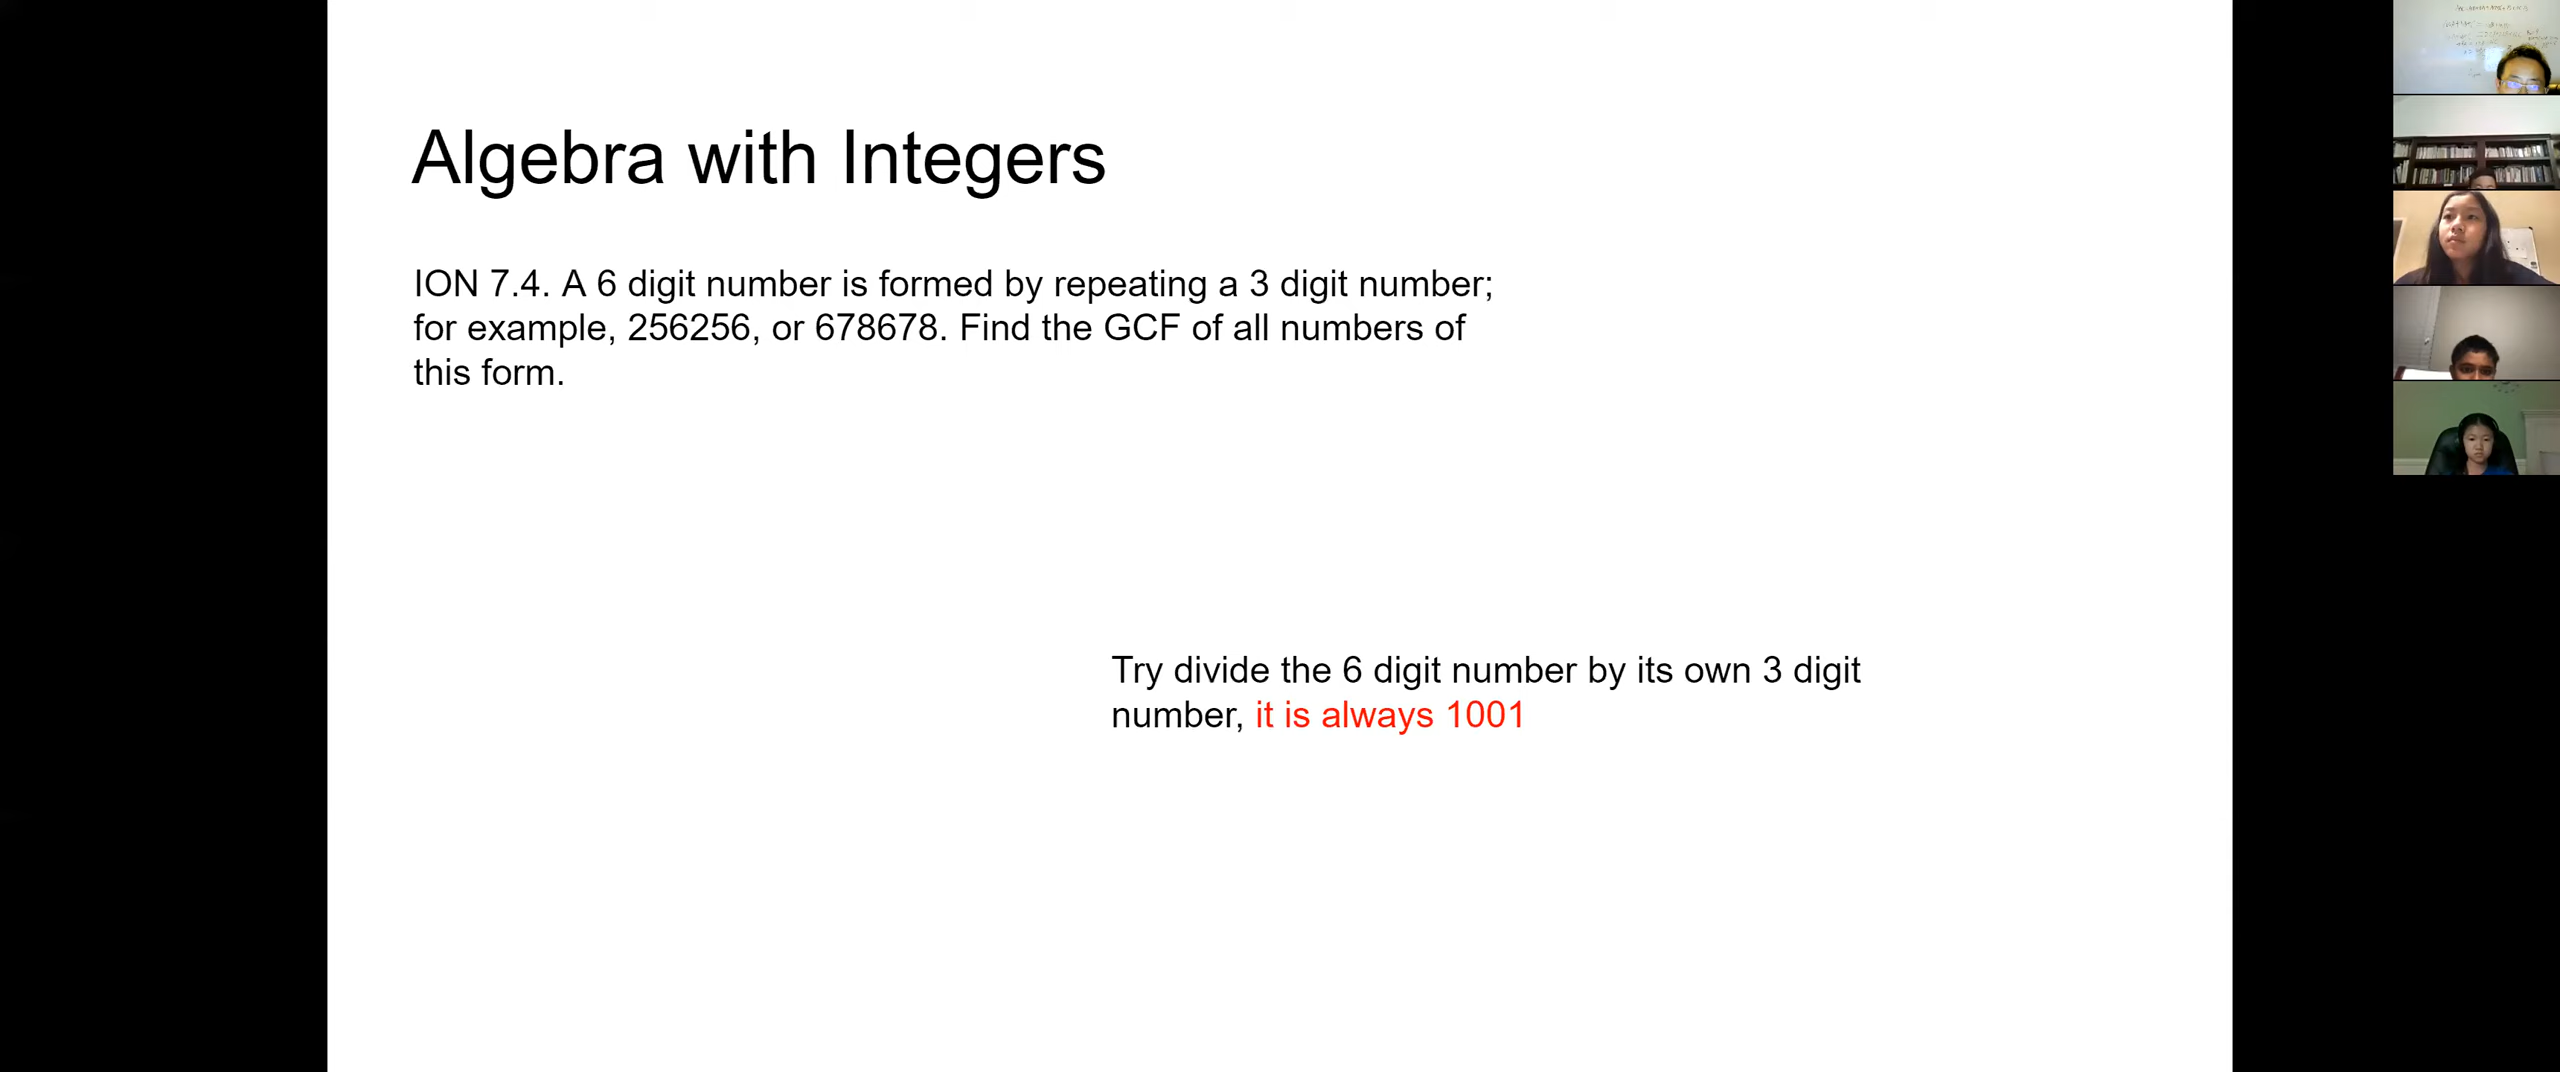 Algebra with Integers
ION 7.4. A 6 digit number is formed by repeating a 3 digit number;
for example, 256256, or 678678. Find the GCF of all numbers of
this form.
Try divide the 6 digit number by its own 3 digit
number, it is always 1001